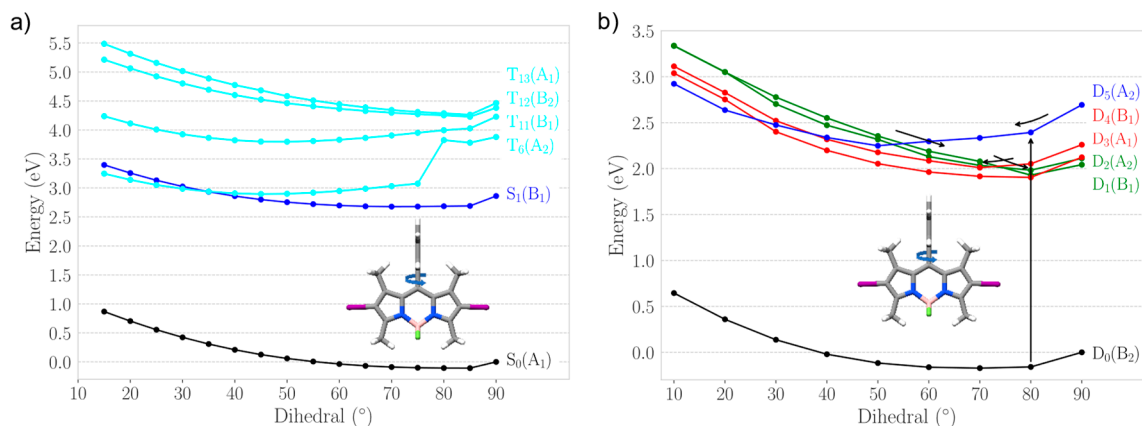 a)
Energy (eV)
5.5
5.0
4.5
4.0
3.5
3.0
2.5
2.0
1.5
1.0
0.5
0.0
10 20 30 40 50 60 70 80 90
Dihedral (°)
T₁₃(A₁)
T₁₂(B₂)
T₁₁(B₁)
T₆(A₂)
S₁(B₁)
S₀(A₁)
b)
Energy (eV)
3.5
3.0
2.5
2.0
1.5
1.0
0.5
0.0
10 20 30 40 50 60 70 80 90
Dihedral (°)
D₅(A₂)
D₄(B₁)
D₃(A₁)
D₂(A₂)
D₁(B₁)
D₀(B₂)